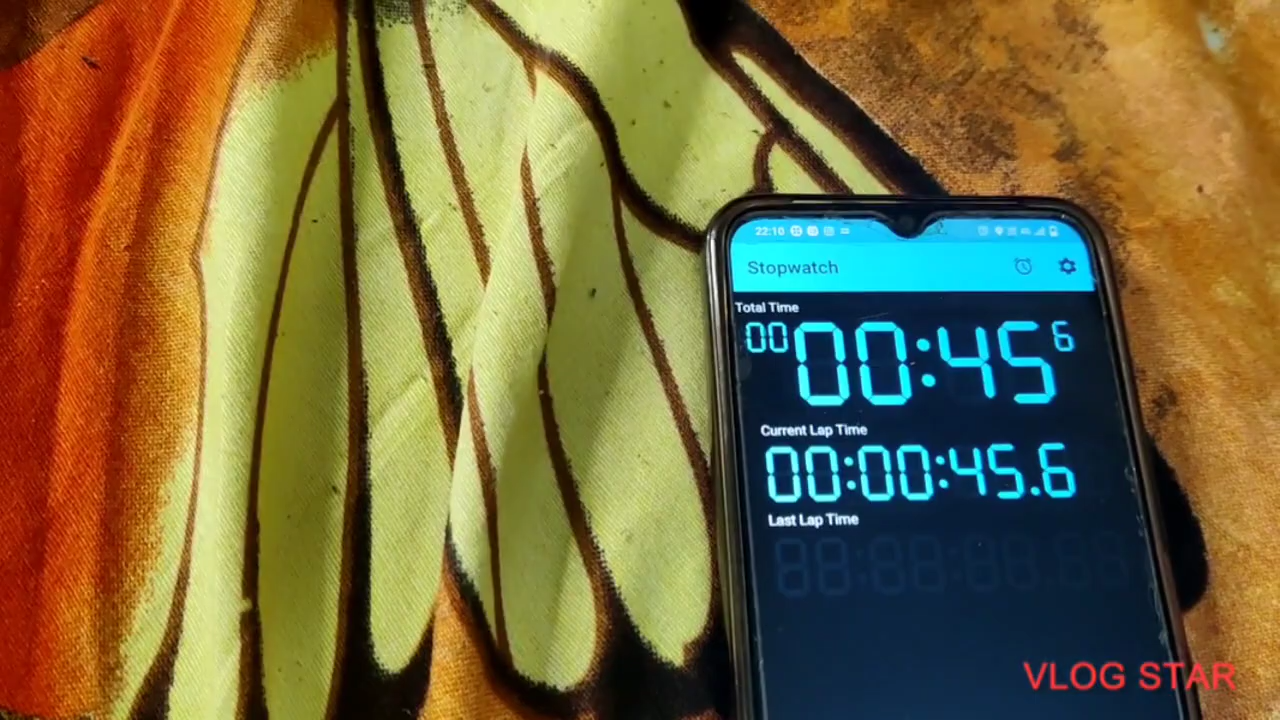 22:10
Stopwatch
Total Time
00 00:45 6
Current Lap Time
00:00:45.6
Last Lap Time
VLOG STAR